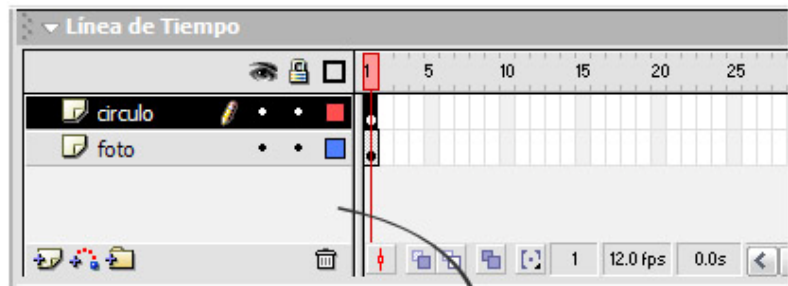 Línea de Tiempo
1 5 10 15 20 25
circulo
foto
1 12.0 fps 0.0s